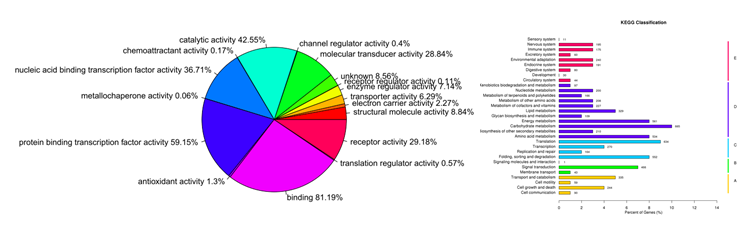 catalytic activity 42.55%
channel regulator activity 0.4%
chemoattractant activity 0.17%
molecular transducer activity 28.84%
nucleic acid binding transcription factor activity 36.71%
unknown 8.56%
receptor regulator activity 0.11%
enzyme regulator activity 7.14%
metallochaperone activity 0.06%
transporter activity 6.29%
electron carrier activity 2.27%
structural molecule activity 8.84%
protein binding transcription factor activity 59.15%
receptor activity 29.18%
translation regulator activity 0.57%
antioxidant activity 1.3%
binding 81.19%
KEGG Classification
Sensory system
Nervous system
Immune system
Excretory system
Environmental adaptation
Endocrine system
Digestive system
Development
Circulatory system
Xenobiotics biodegradation and metabolism
Nucleotide metabolism
Metabolism of terpenoids and polyketides
Metabolism of other amino acids
Metabolism of cofactors and vitamins
Lipid metabolism
Glycan biosynthesis and metabolism
Energy metabolism
Carbohydrate metabolism
biosynthesis of other secondary metabolites
Amino acid metabolism
Translation
Transcription
Replication and repair
Folding, sorting and degradation
Signaling molecules and interaction
Signal transduction
Membrane transport
Transport and catabolism
Cell motility
Cell growth and death
Cell communication
E
D
C
B
A
0 2 4 6 8 10 12 14
Percent of Genes (%)